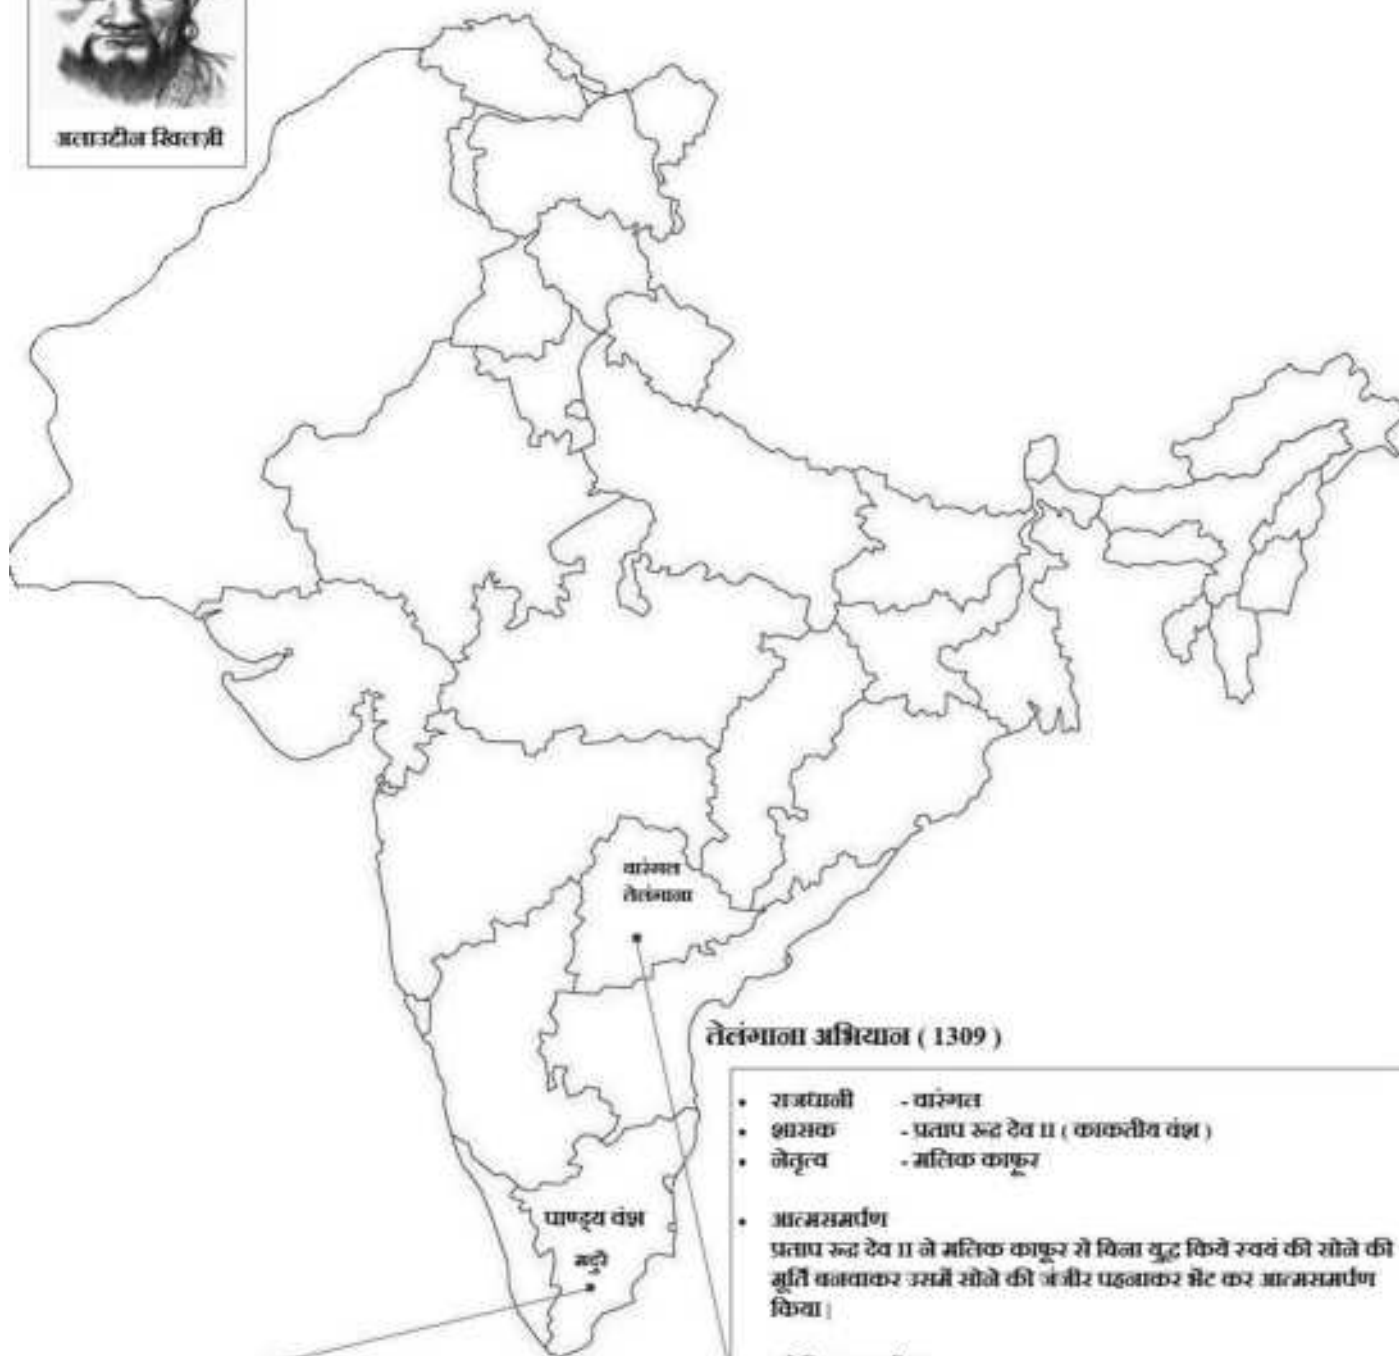 अलाउद्दीन खिलज़ी
वारंगल
तेलंगाना
तेलंगाना अभियान ( 1309 )
• राजधानी - वारंगल
• शासक - प्रताप रूद्र देव II ( काकतीय वंश )
• नेतृत्व - मलिक काफूर
• आत्मसमर्पण
प्रताप रूद्र देव II ने मलिक काफूर से बिना युद्ध किये स्वयं की सोने की
मूर्ति बनवाकर उसमें सोने की जंजीर पहनाकर भेंट कर आत्मसमर्पण
किया।
पाण्ड्य वंश
मदुरै